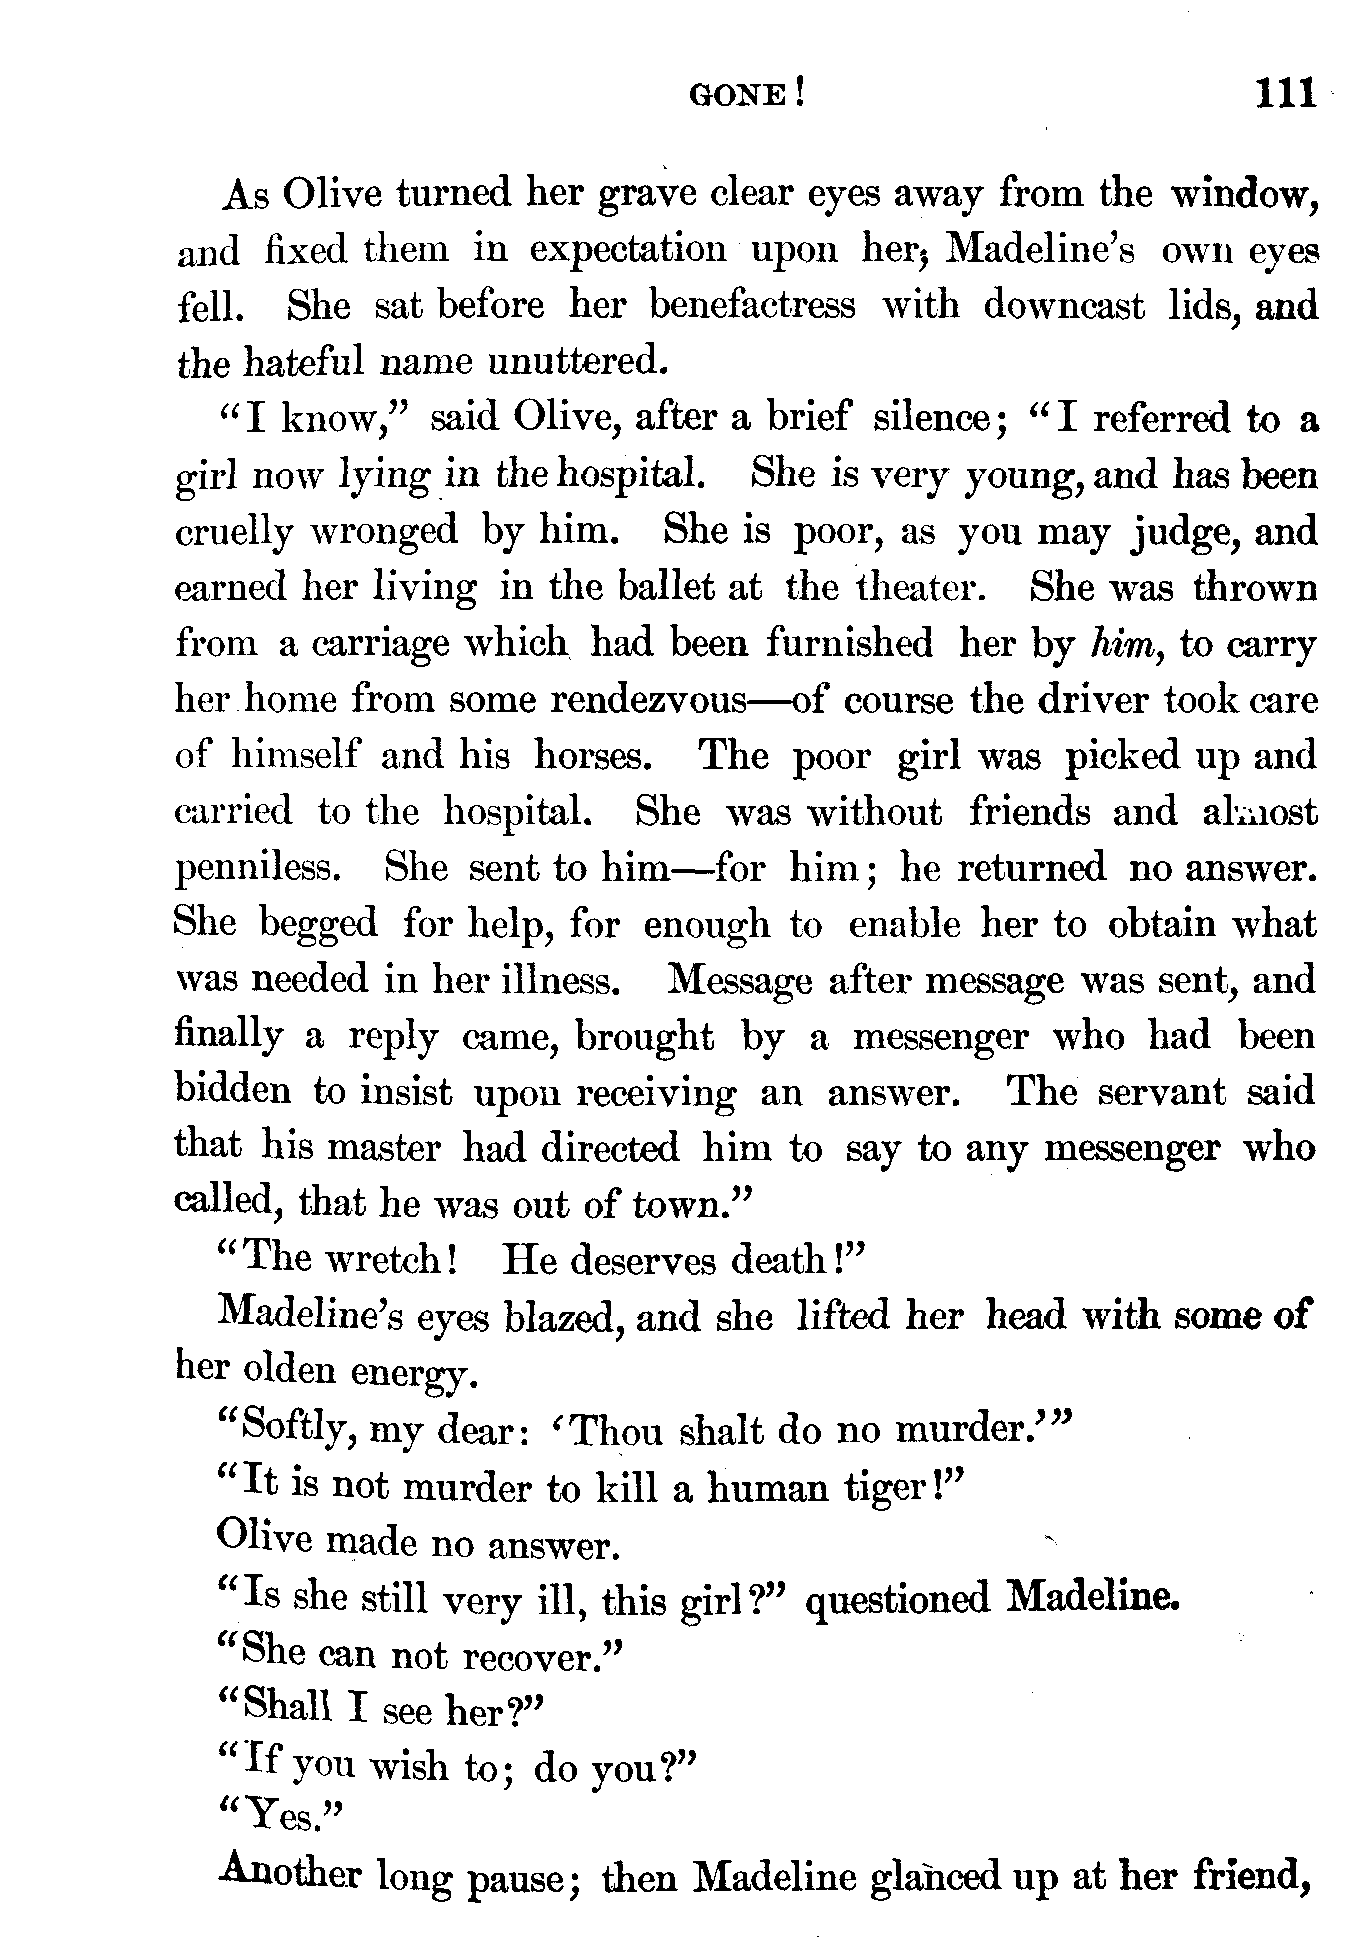 GONE! 111
As Olive turned her grave clear eyes away from the window,
and fixed them in expectation upon her, Madeline's own eyes
fell. She sat before her benefactress with downcast lids, and
the hateful name unuttered.
"I know," said Olive, after a brief silence; "I referred to a
girl now lying in the hospital. She is very young, and has been
cruelly wronged by him. She is poor, as you may judge, and
earned her living in the ballet at the theater. She was thrown
from a carriage which had been furnished her by him, to carry
her home from some rendezvous—of course the driver took care
of himself and his horses. The poor girl was picked up and
carried to the hospital. She was without friends and almost
penniless. She sent to him—for him; he returned no answer.
She begged for help, for enough to enable her to obtain what
was needed in her illness. Message after message was sent, and
finally a reply came, brought by a messenger who had been
bidden to insist upon receiving an answer. The servant said
that his master had directed him to say to any messenger who
called, that he was out of town."
"The wretch! He deserves death!"
Madeline's eyes blazed, and she lifted her head with some of
her olden energy.
"Softly, my dear: 'Thou shalt do no murder.'"
"It is not murder to kill a human tiger!"
Olive made no answer.
"Is she still very ill, this girl?" questioned Madeline.
"She can not recover."
"Shall I see her?"
"If you wish to; do you?"
"Yes."
Another long pause; then Madeline glanced up at her friend,